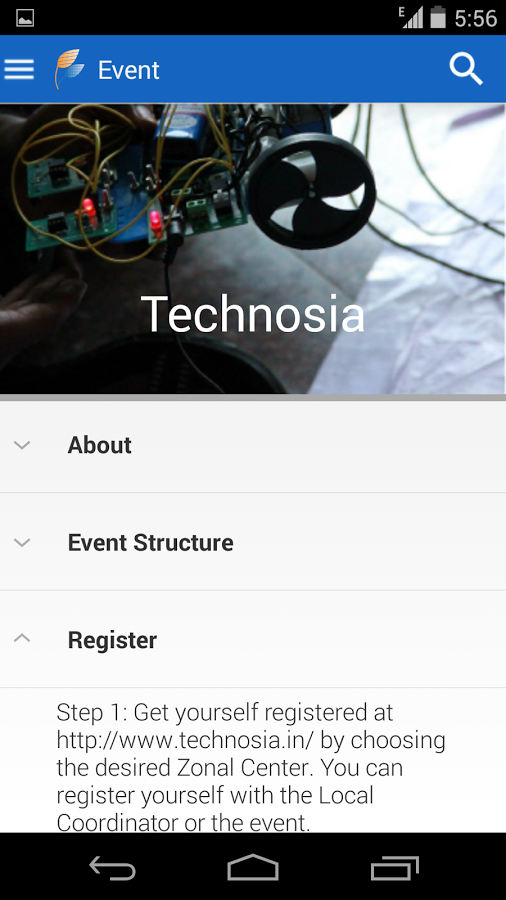 E
5:56
Event
Technosia
About
Event Structure
Register
Step 1: Get yourself registered at
http://www.technosia.in/ by choosing
the desired Zonal Center. You can
register yourself with the Local
Coordinator or the event.